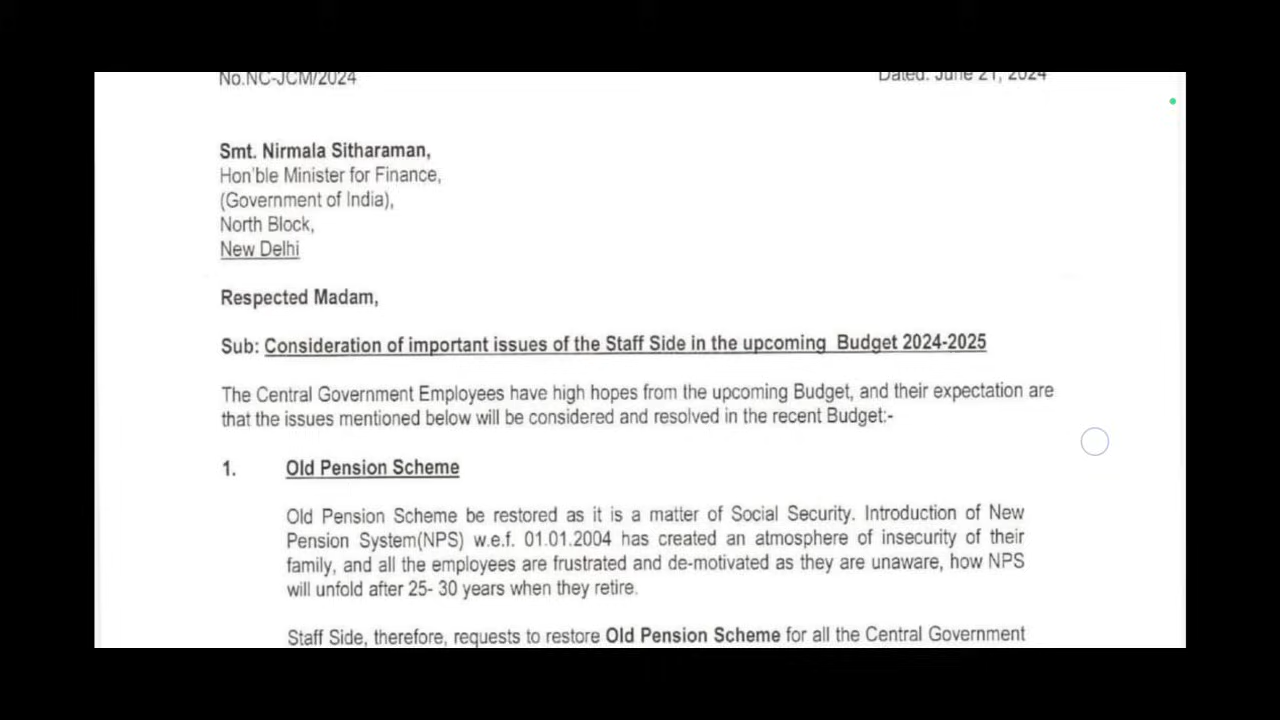 No.NC-JCM/2024 Dated: June 21, 2024
Smt. Nirmala Sitharaman,
Hon'ble Minister for Finance,
(Government of India),
North Block,
New Delhi
Respected Madam,
Sub: Consideration of important issues of the Staff Side in the upcoming Budget 2024-2025
The Central Government Employees have high hopes from the upcoming Budget, and their expectation are
that the issues mentioned below will be considered and resolved in the recent Budget:-
1. Old Pension Scheme
Old Pension Scheme be restored as it is a matter of Social Security. Introduction of New
Pension System(NPS) w.e.f. 01.01.2004 has created an atmosphere of insecurity of their
family, and all the employees are frustrated and de-motivated as they are unaware, how NPS
will unfold after 25- 30 years when they retire.
Staff Side, therefore, requests to restore Old Pension Scheme for all the Central Government